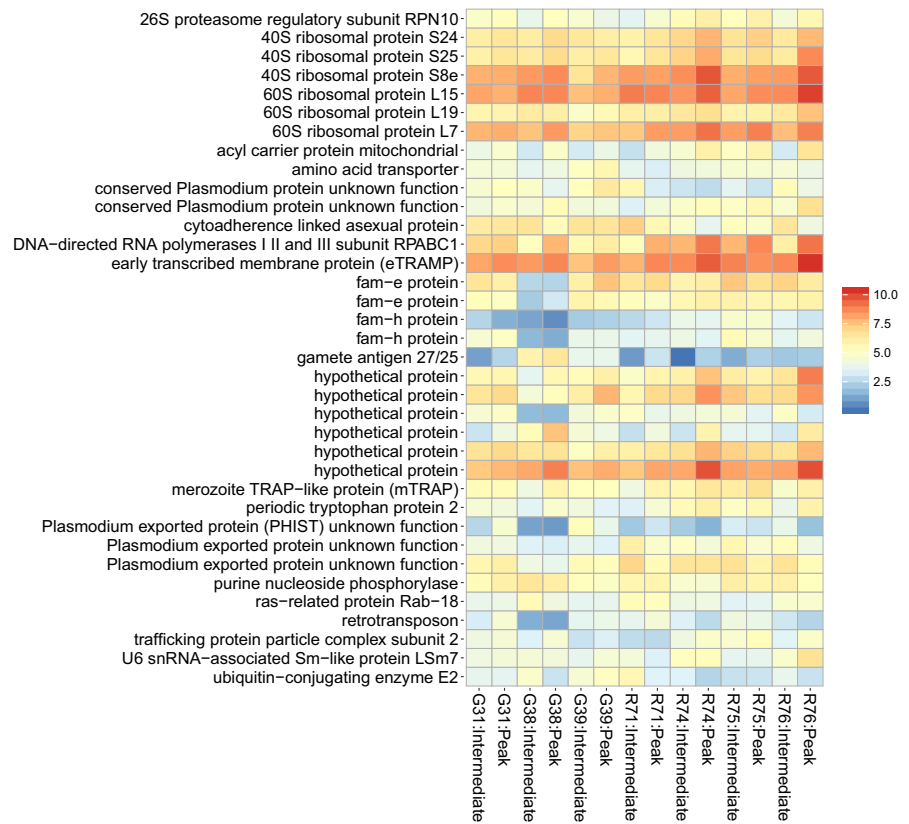 26S proteasome regulatory subunit RPN10
40S ribosomal protein S24
40S ribosomal protein S25
40S ribosomal protein S8e
60S ribosomal protein L15
60S ribosomal protein L19
60S ribosomal protein L7
acyl carrier protein mitochondrial
amino acid transporter
conserved Plasmodium protein unknown function
conserved Plasmodium protein unknown function
cytoadherence linked asexual protein
DNA−directed RNA polymerases I II and III subunit RPABC1
early transcribed membrane protein (eTRAMP)
fam−e protein
fam−e protein
fam−h protein
fam−h protein
gamete antigen 27/25
hypothetical protein
hypothetical protein
hypothetical protein
hypothetical protein
hypothetical protein
hypothetical protein
merozoite TRAP−like protein (mTRAP)
periodic tryptophan protein 2
Plasmodium exported protein (PHIST) unknown function
Plasmodium exported protein unknown function
Plasmodium exported protein unknown function
purine nucleoside phosphorylase
ras−related protein Rab−18
retrotransposon
trafficking protein particle complex subunit 2
U6 snRNA−associated Sm−like protein LSm7
ubiquitin−conjugating enzyme E2
G31:Intermediate
G31:Peak
G38:Intermediate
G38:Peak
G39:Intermediate
G39:Peak
R71:Intermediate
R71:Peak
R74:Intermediate
R74:Peak
R75:Intermediate
R75:Peak
R76:Intermediate
R76:Peak
10.0
7.5
5.0
2.5